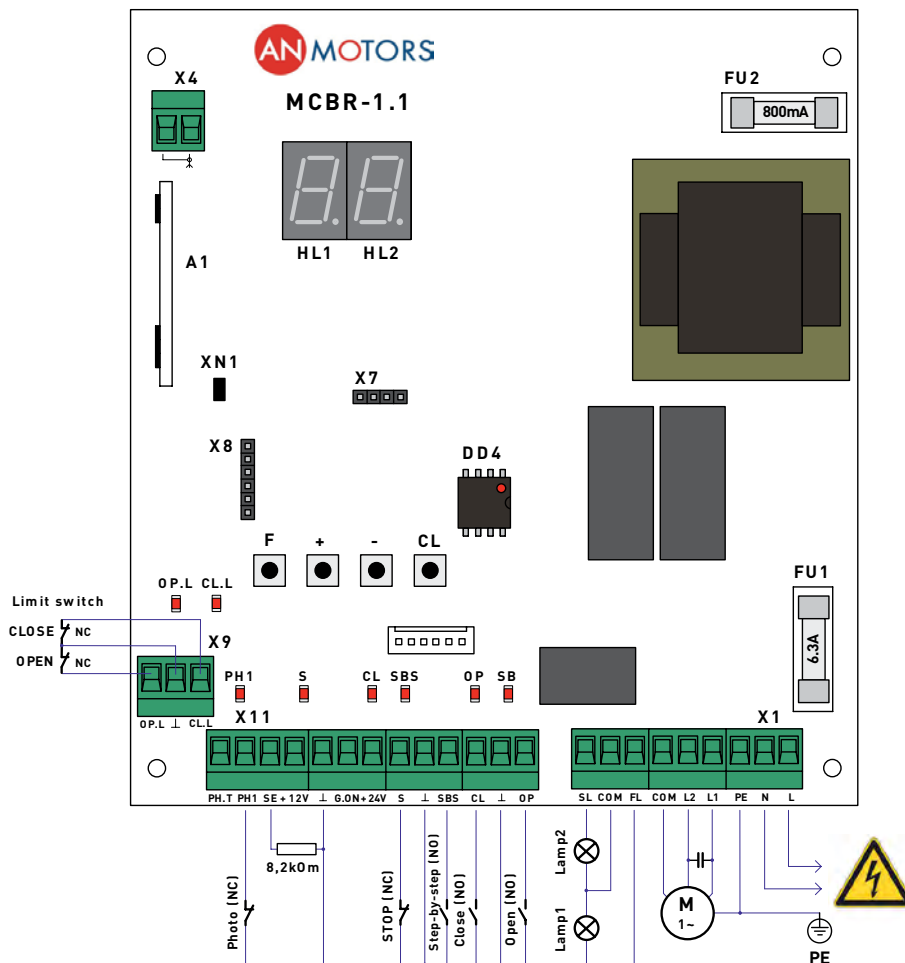 AN MOTORS
X4
MCBR-1.1
FU2
800mA
HL1 HL2
A1
XN1
X7
X8
DD4
F + - CL
FU1
6.3A
OP.L CL.L
Limit switch
CLOSE NC
OPEN NC
X9
OP.L ⊥ CL.L
PH1 S CL SBS OP SB
X11
X1
PH.T PH1 SE +12V ⊥ G.ON +24V S ⊥ SBS CL ⊥ OP
SL COM FL COM L2 L1 PE N L
8,2kOm
Photo (NC)
STOP (NC)
Step-by-step (NO)
Close (NO)
Open (NO)
Lamp2
Lamp1
M
1~
PE